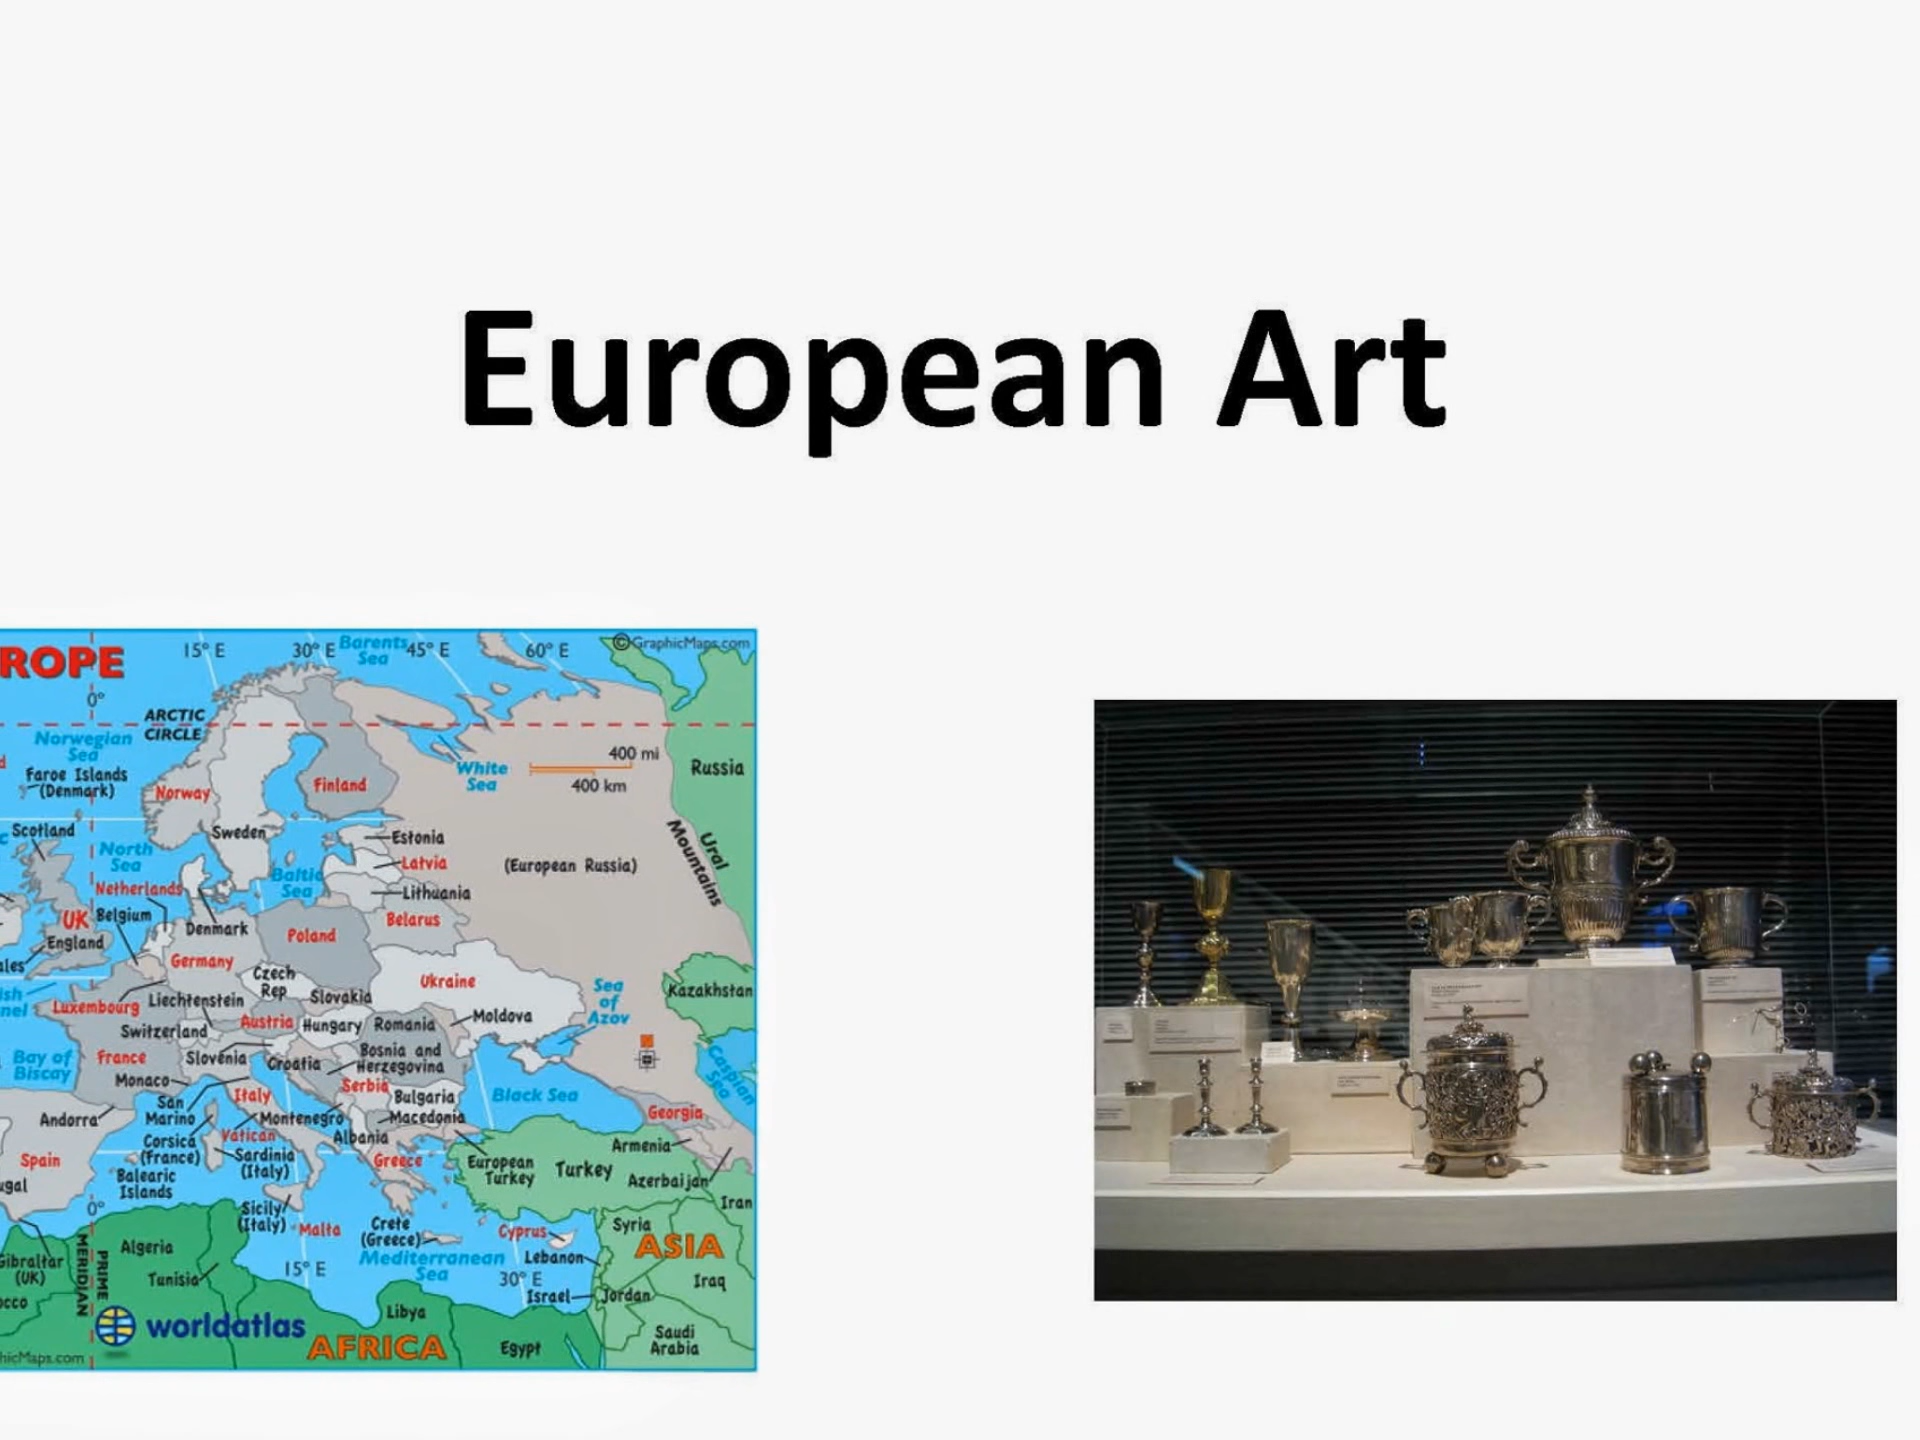 European Art
ROPE
15° E
30° E
Barents
Sea
45° E
60° E
©GraphicMaps.com
0°
ARCTIC
CIRCLE
Norwegian
Sea
Faroe Islands
(Denmark)
400 mi
400 km
White
Sea
Russia
Finland
Norway
Sweden
Scotland
North
Sea
Baltic
Sea
Estonia
Latvia
Lithuania
(European Russia)
Ural
Mountains
Netherlands
UK
Belgium
England
Denmark
Belarus
Poland
Germany
Czech
Rep
Ukraine
Slovakia
Luxembourg
Liechtenstein
Sea
of
Azov
Kazakhstan
Switzerland
Austria
Hungary
Romania
Moldova
Bay of
Biscay
France
Slovenia
Croatia
Bosnia and
Herzegovina
Caspian
Sea
Monaco
Serbia
San
Marino
Italy
Bulgaria
Black Sea
Georgia
Andorra
Montenegro
Macedonia
Corsica
(France)
Vatican
Albania
Armenia
Spain
Sardinia
(Italy)
Greece
European
Turkey
Turkey
Azerbaijan
Balearic
Islands
Iran
0°
Sicily
(Italy)
Malta
Crete
(Greece)
Cyprus
Syria
ASIA
Algeria
Mediterranean
Sea
Lebanon
Gibraltar
(UK)
PRIME
MERIDIAN
Tunisia
15° E
30° E
Israel
Jordan
Iraq
worldatlas
Libya
AFRICA
Egypt
Saudi
Arabia
hicMaps.com